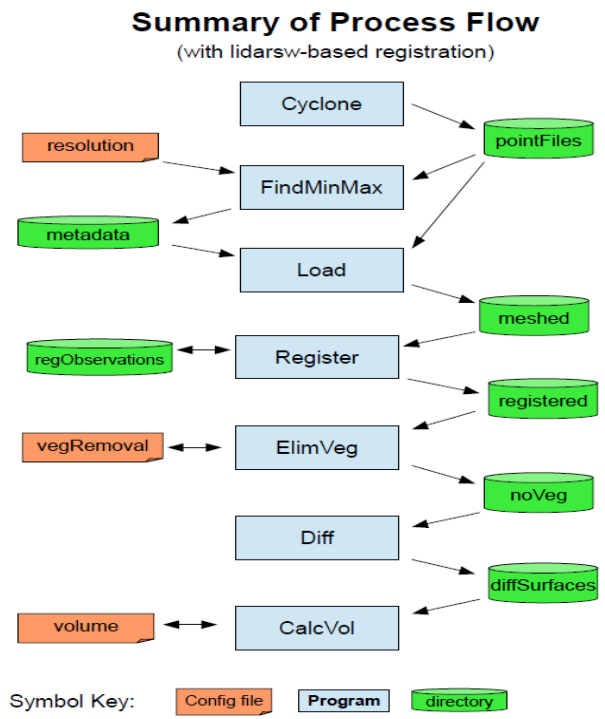 Summary of Process Flow
(with lidarsw-based registration)
Cyclone
pointFiles
resolution
FindMinMax
metadata
Load
meshed
regObservations
Register
registered
vegRemoval
ElimVeg
noVeg
Diff
diffSurfaces
volume
CalcVol
Symbol Key:
Config file
Program
directory